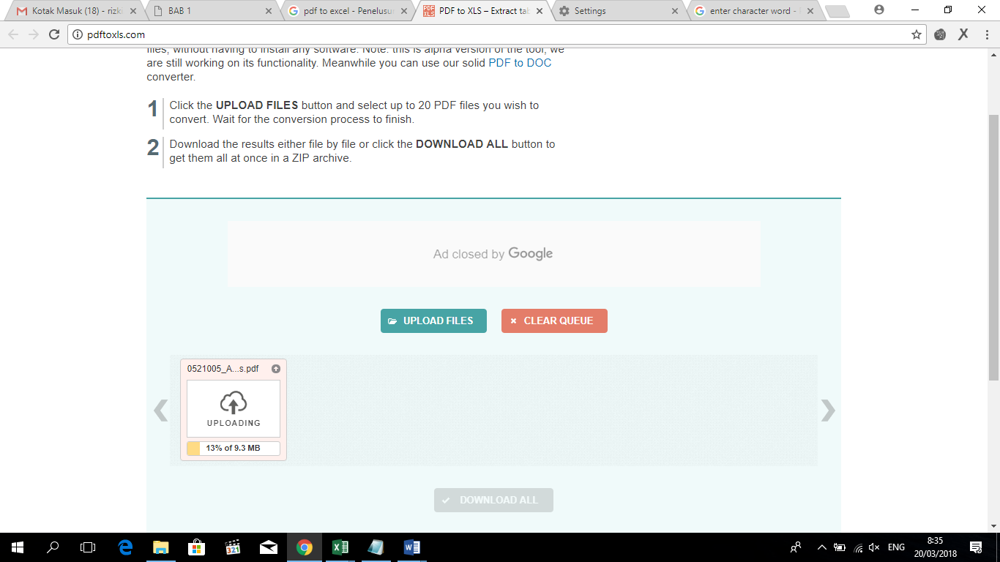 Kotak Masuk (18) - rizk
BAB 1
pdf to excel - Penelusur
PDF to XLS – Extract tab
Settings
enter character word -
pdftoxls.com
files, without having to install any software. Note: this is alpha version of the tool, we
are still working on its functionality. Meanwhile you can use our solid PDF to DOC
converter.
1 Click the UPLOAD FILES button and select up to 20 PDF files you wish to
convert. Wait for the conversion process to finish.
2 Download the results either file by file or click the DOWNLOAD ALL button to
get them all at once in a ZIP archive.
Ad closed by Google
UPLOAD FILES
CLEAR QUEUE
0521005_A...s.pdf
UPLOADING
13% of 9.3 MB
DOWNLOAD ALL
321
ENG
8:35
20/03/2018